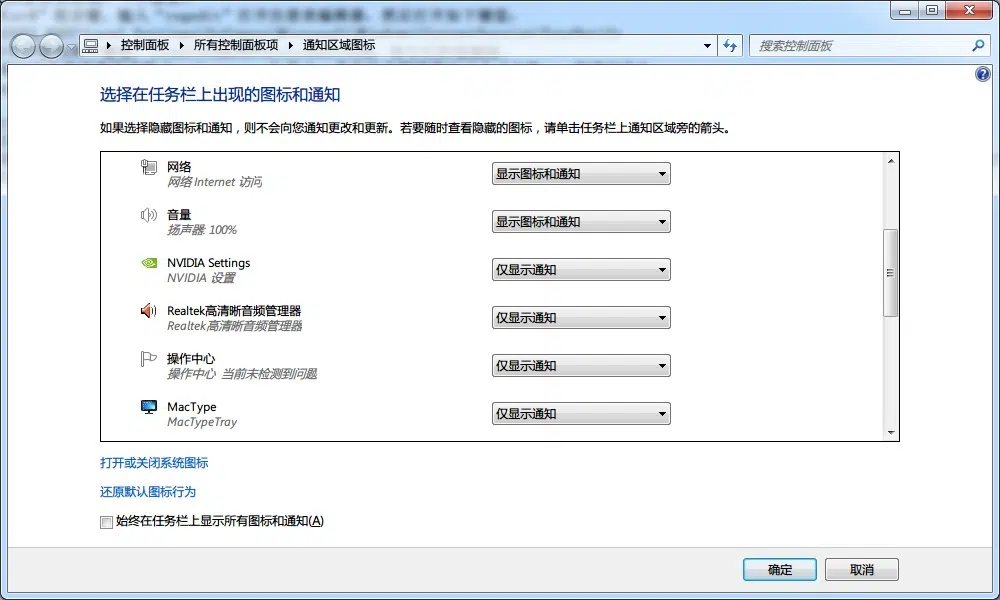 控制面板 ▸ 所有控制面板项 ▸ 通知区域图标
搜索控制面板
选择在任务栏上出现的图标和通知
如果选择隐藏图标和通知，则不会向您通知更改和更新。若要随时查看隐藏的图标，请单击任务栏上通知区域旁的箭头。
网络
显示图标和通知
网络 Internet 访问
音量
显示图标和通知
扬声器: 100%
NVIDIA Settings
仅显示通知
NVIDIA 设置
Realtek高清晰音频管理器
仅显示通知
Realtek高清晰音频管理器
操作中心
仅显示通知
操作中心 当前未检测到问题
MacType
仅显示通知
MacTypeTray
打开或关闭系统图标
还原默认图标行为
始终在任务栏上显示所有图标和通知(A)
确定
取消